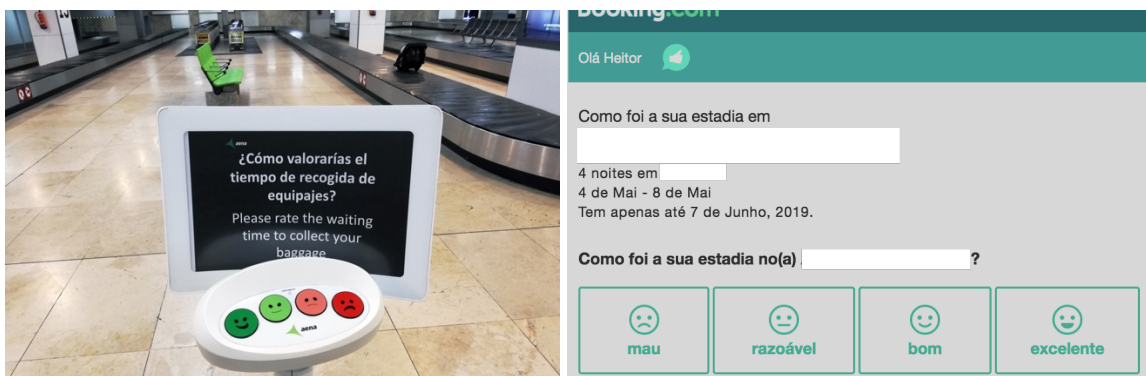 aena
¿Cómo valorarías el
tiempo de recogida de
equipajes?
Please rate the waiting
time to collect your
baggage
aena
Booking.com
Olá Heitor
Como foi a sua estadia em
4 noites em
4 de Mai - 8 de Mai
Tem apenas até 7 de Junho, 2019.
Como foi a sua estadia no(a) ?
mau
razoável
bom
excelente